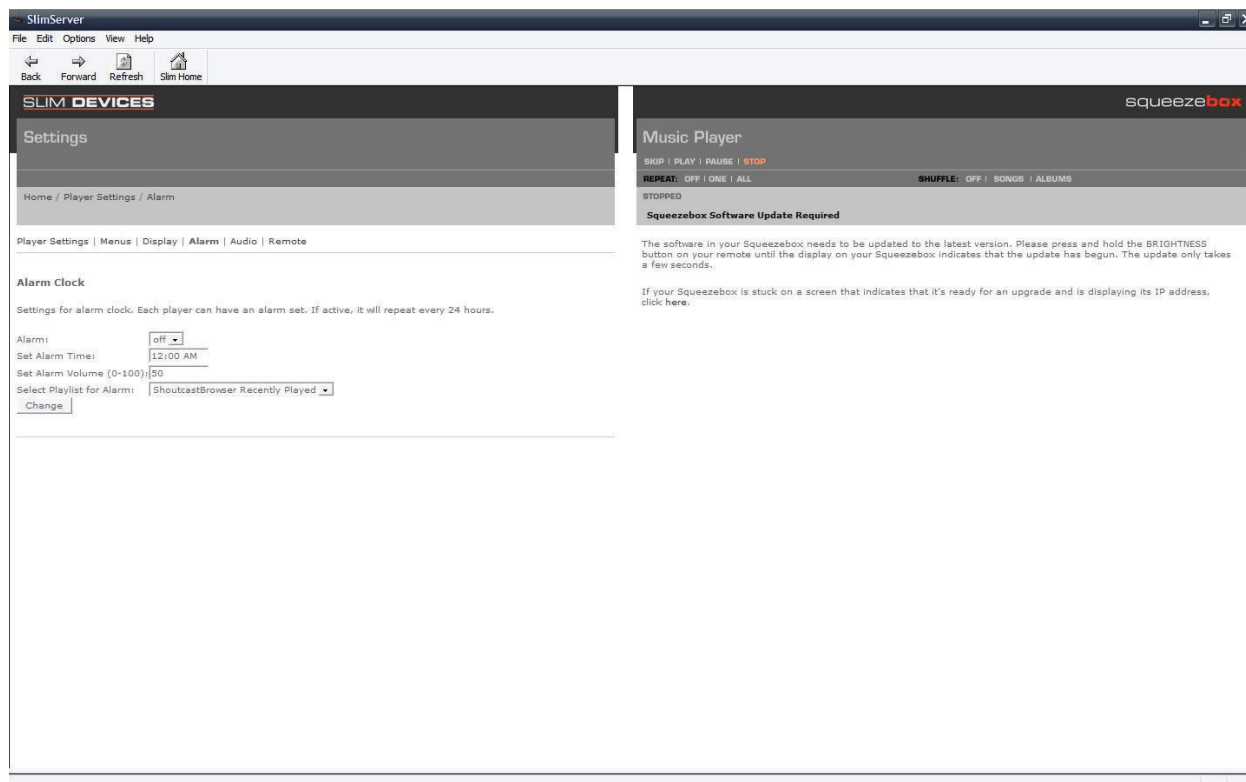 SlimServer
File Edit Options View Help
Back Forward Refresh Slim Home
SLIM DEVICES
Settings
Home / Player Settings / Alarm
Player Settings | Menus | Display | Alarm | Audio | Remote
Alarm Clock
Settings for alarm clock. Each player can have an alarm set. If active, it will repeat every 24 hours.
Alarm: off
Set Alarm Time: 12:00 AM
Set Alarm Volume (0-100): 50
Select Playlist for Alarm: ShoutcastBrowser Recently Played
Change
squeezebox
Music Player
SKIP | PLAY | PAUSE | STOP
REPEAT: OFF | ONE | ALL SHUFFLE: OFF | SONGS | ALBUMS
STOPPED
Squeezebox Software Update Required
The software in your Squeezebox needs to be updated to the latest version. Please press and hold the BRIGHTNESS
button on your remote until the display on your Squeezebox indicates that the update has begun. The update only takes
a few seconds.
If your Squeezebox is stuck on a screen that indicates that it's ready for an upgrade and is displaying its IP address,
click here.